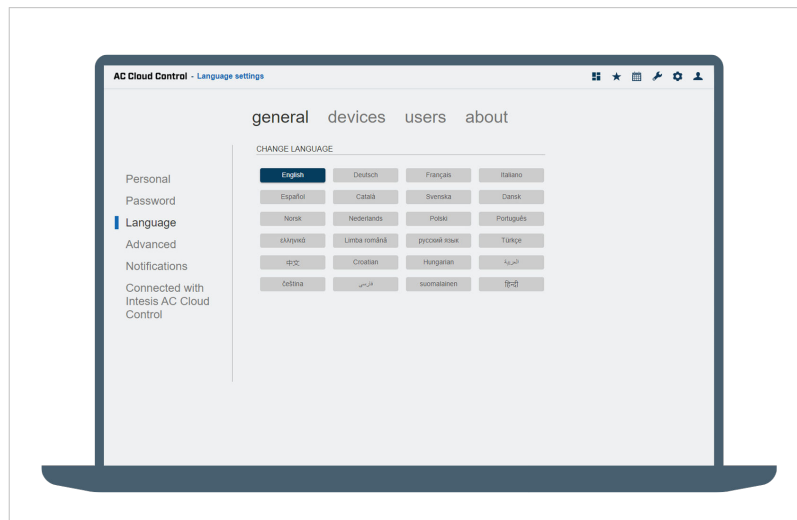 AC Cloud Control - Language settings
general devices users about
CHANGE LANGUAGE
Personal
Password
Language
Advanced
Notifications
Connected with
Intesis AC Cloud
Control
English Deutsch Français Italiano
Español Català Svenska Dansk
Norsk Nederlands Polski Português
ελληνικά Limba română русский язык Türkçe
中文 Croatian Hungarian العربية
čeština فارسی suomalainen हिन्दी